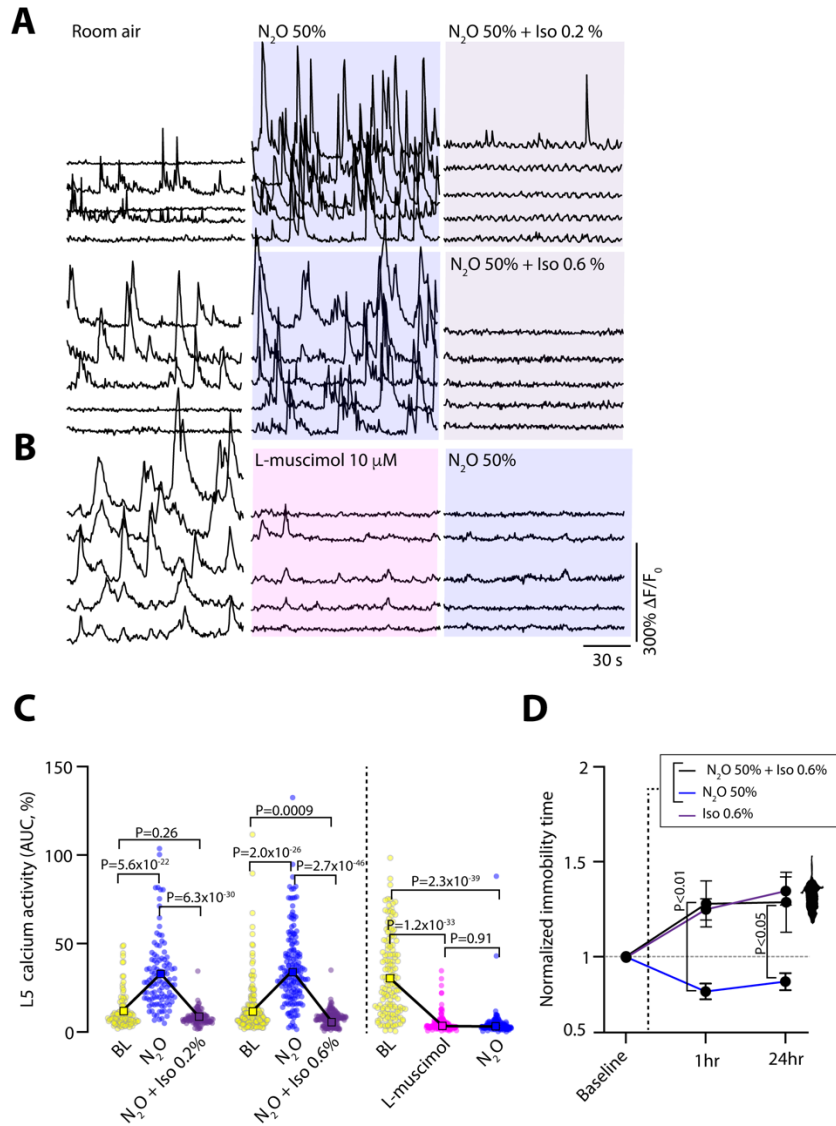 A
Room air
N₂O 50%
N₂O 50% + Iso 0.2 %
N₂O 50% + Iso 0.6 %
B
L-muscimol 10 μM
N₂O 50%
300% ΔF/F₀
30 s
C
L5 calcium activity (AUC, %)
150
100
50
0
P=0.26
P=5.6x10⁻²²
P=6.3x10⁻³⁰
P=0.0009
P=2.0x10⁻²⁶
P=2.7x10⁻⁴⁶
P=2.3x10⁻³⁹
P=1.2x10⁻³³
P=0.91
BL
N₂O
N₂O + Iso 0.2%
BL
N₂O
N₂O + Iso 0.6%
BL
L-muscimol
N₂O
D
Normalized immobility time
2
1.5
1
0.5
N₂O 50% + Iso 0.6%
N₂O 50%
Iso 0.6%
P<0.01
P<0.05
Baseline
1hr
24hr